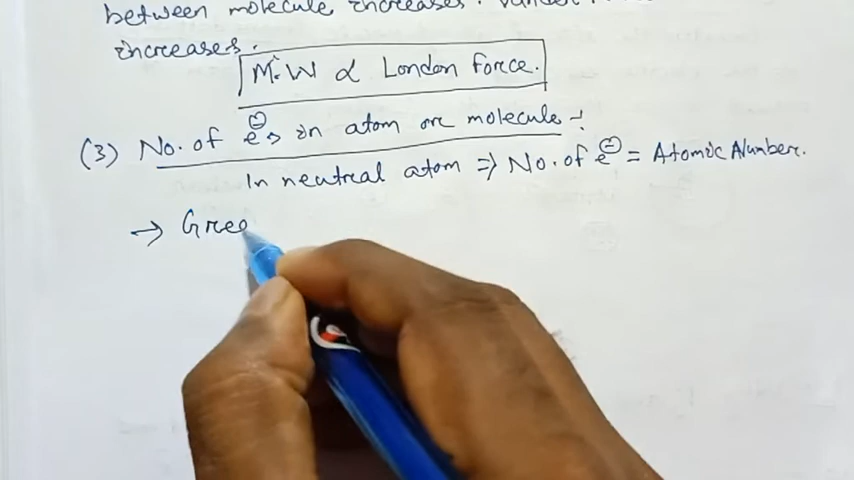 between molecule increases.
increases.
M.W ∝ London Force.
(3) No. of e⊖s in atom or molecule :-
In neutral atom => No. of e⊖ = Atomic Number.
→ Grea